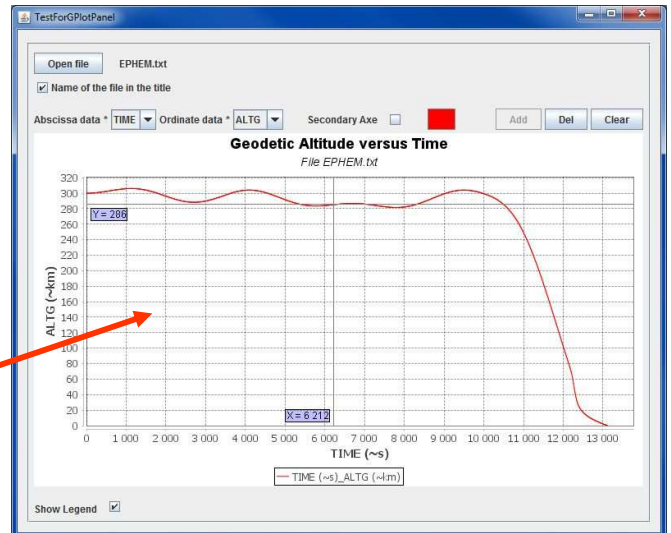 TestForGPlotPanel
Open file EPHEM.txt
Name of the file in the title
Abscissa data * TIME Ordinate data * ALTG Secondary Axe Add Del Clear
Geodetic Altitude versus Time
File EPHEM.txt
320
300
280
260
240
220
200
180
160
140
120
100
80
60
40
20
0
ALTG (~km)
Y = 286
X = 6 212
0 1 000 2 000 3 000 4 000 5 000 6 000 7 000 8 000 9 000 10 000 11 000 12 000 13 000
TIME (~s)
TIME (~s)_ALTG (~km)
Show Legend